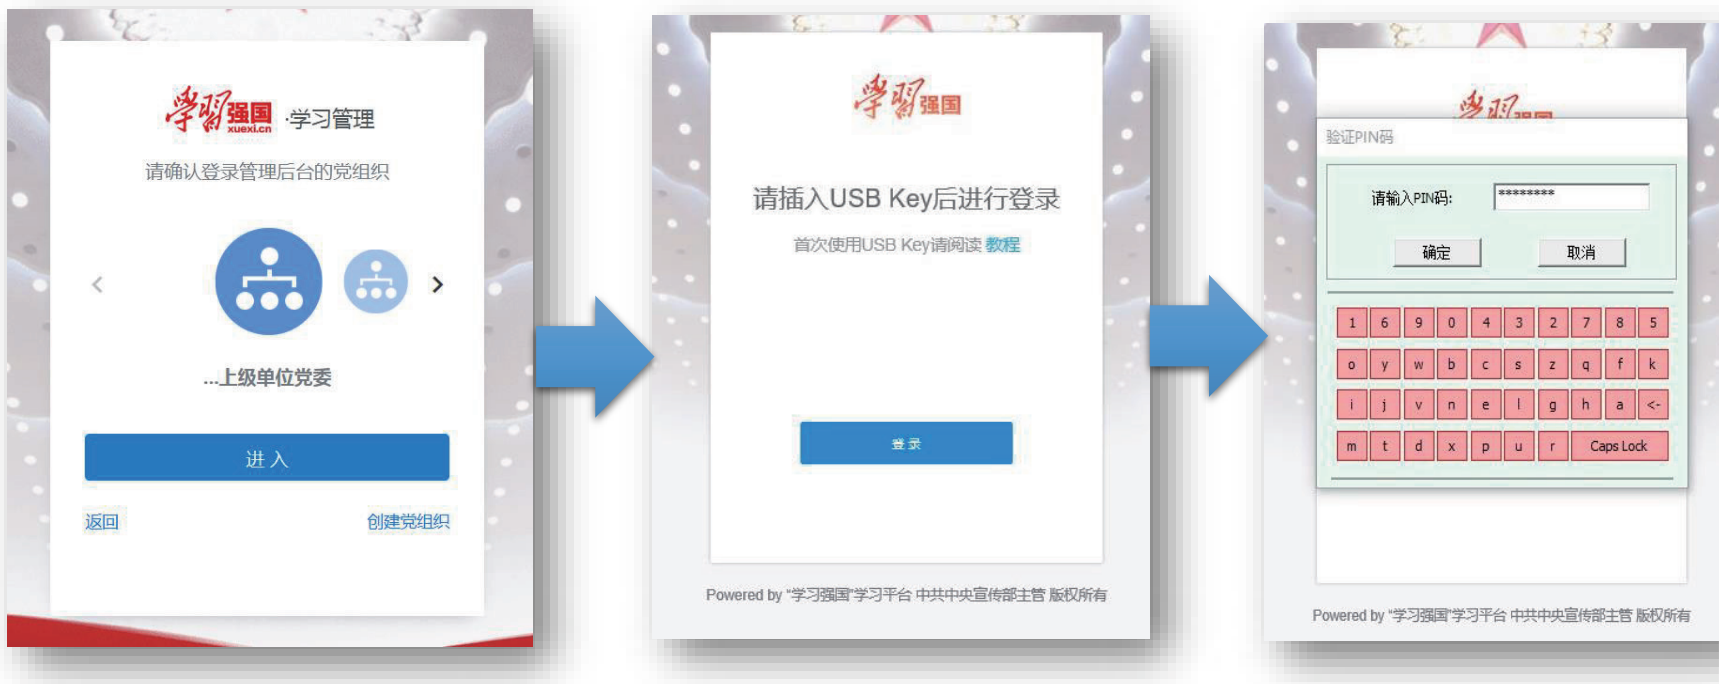 学习强国
xuexi.cn
·学习管理
请确认登录管理后台的党组织
<
>
...上级单位党委
进入
返回
创建党组织
学习强国
请插入USB Key后进行登录
首次使用USB Key请阅读 教程
登录
Powered by “学习强国”学习平台 中共中央宣传部主管 版权所有
学习强国
验证PIN码
请输入PIN码: ********
确定 取消
1 6 9 0 4 3 2 7 8 5
o y w b c s z q f k
i j v n e l g h a <-
m t d x p u r Caps Lock
Powered by “学习强国”学习平台 中共中央宣传部主管 版权所有